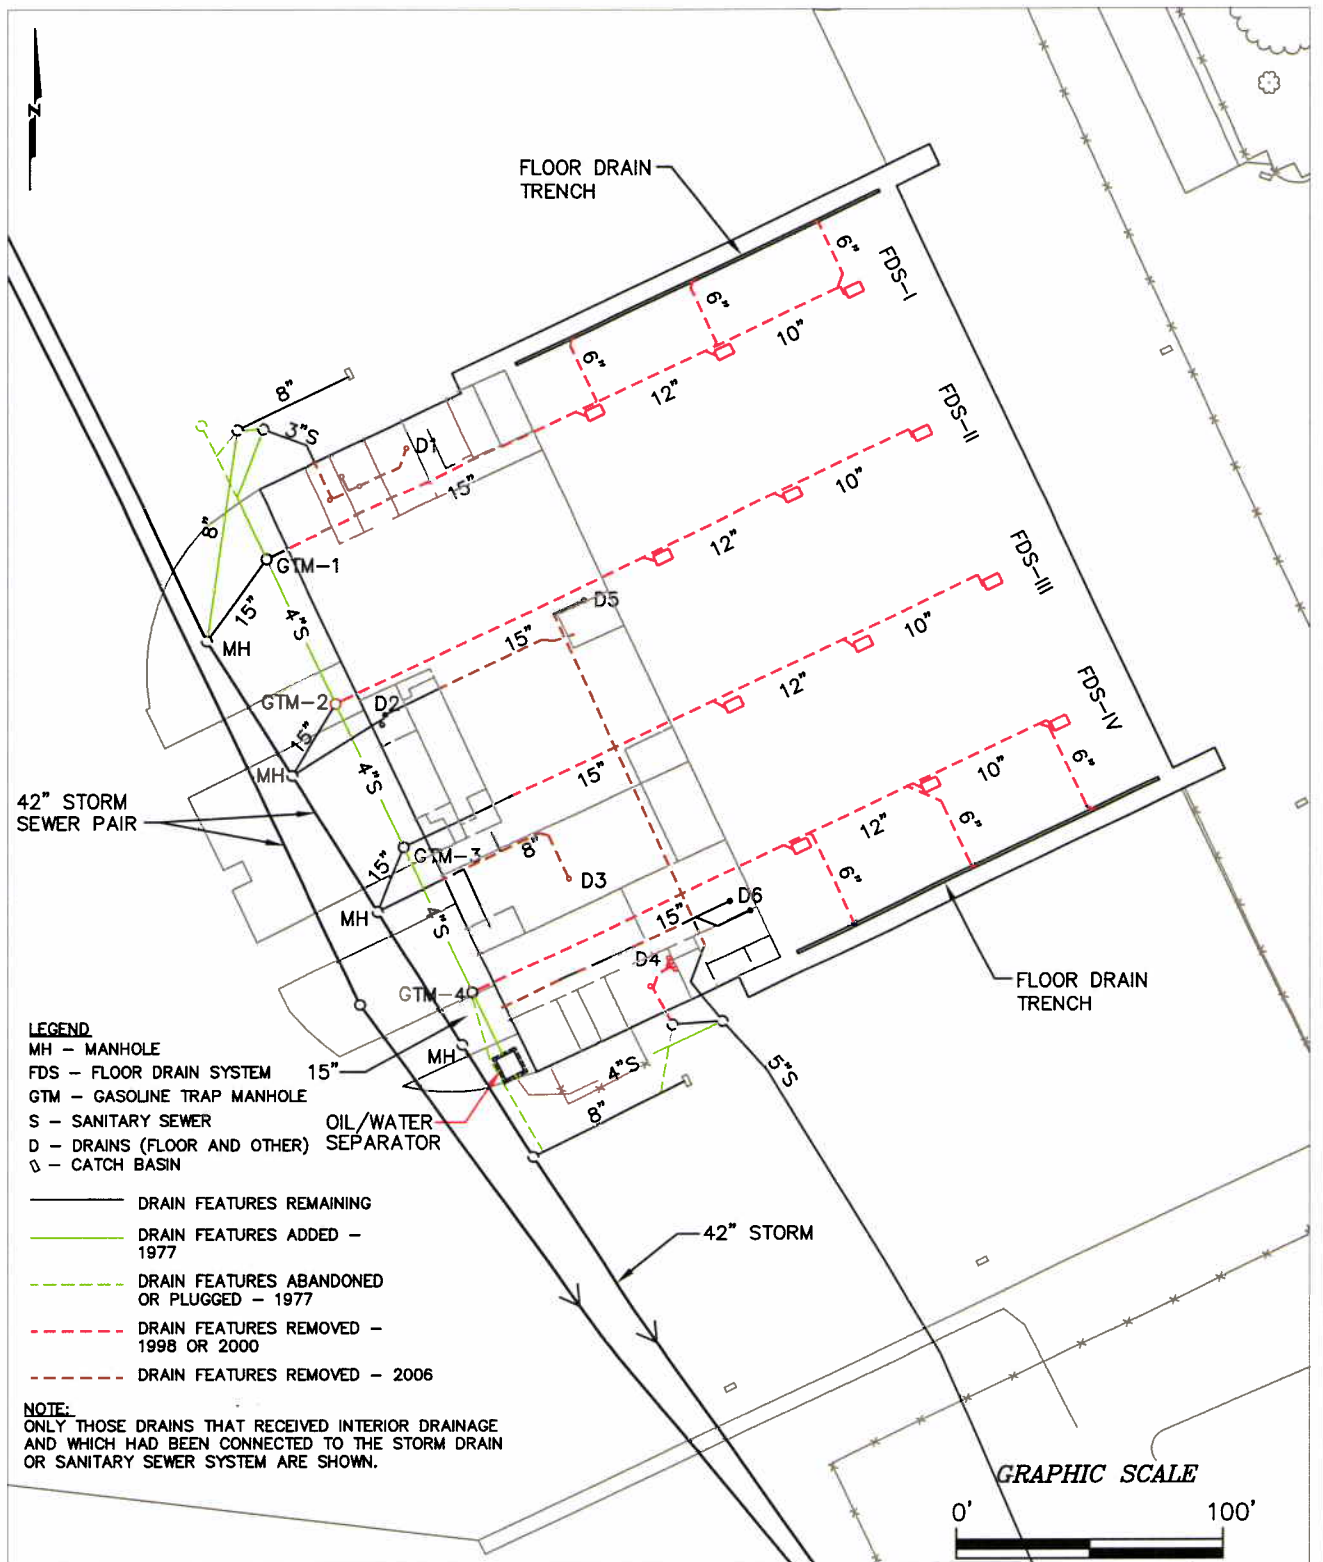 N
FLOOR DRAIN
TRENCH
6"
FDS-I
6"
10"
6"
12"
8"
3"S
D1
15"
FDS-II
10"
12"
8"
GTM-1
15"
4"S
MH
D5
15"
FDS-III
10"
12"
GTM-2
D2
15"
MH
4"S
15"
FDS-IV
10"
6"
12"
6"
6"
42" STORM
SEWER PAIR
15"
GTM-3
8"
D3
MH
4"S
15"
D6
D4
GTM-4
FLOOR DRAIN
TRENCH
MH
15"
4"S
5"S
8"
OIL/WATER
SEPARATOR
42" STORM
LEGEND
MH - MANHOLE
FDS - FLOOR DRAIN SYSTEM
GTM - GASOLINE TRAP MANHOLE
S - SANITARY SEWER
D - DRAINS (FLOOR AND OTHER)
- CATCH BASIN
DRAIN FEATURES REMAINING
DRAIN FEATURES ADDED -
1977
DRAIN FEATURES ABANDONED
OR PLUGGED - 1977
DRAIN FEATURES REMOVED -
1998 OR 2000
DRAIN FEATURES REMOVED - 2006
NOTE:
ONLY THOSE DRAINS THAT RECEIVED INTERIOR DRAINAGE
AND WHICH HAD BEEN CONNECTED TO THE STORM DRAIN
OR SANITARY SEWER SYSTEM ARE SHOWN.
GRAPHIC SCALE
0' 100'